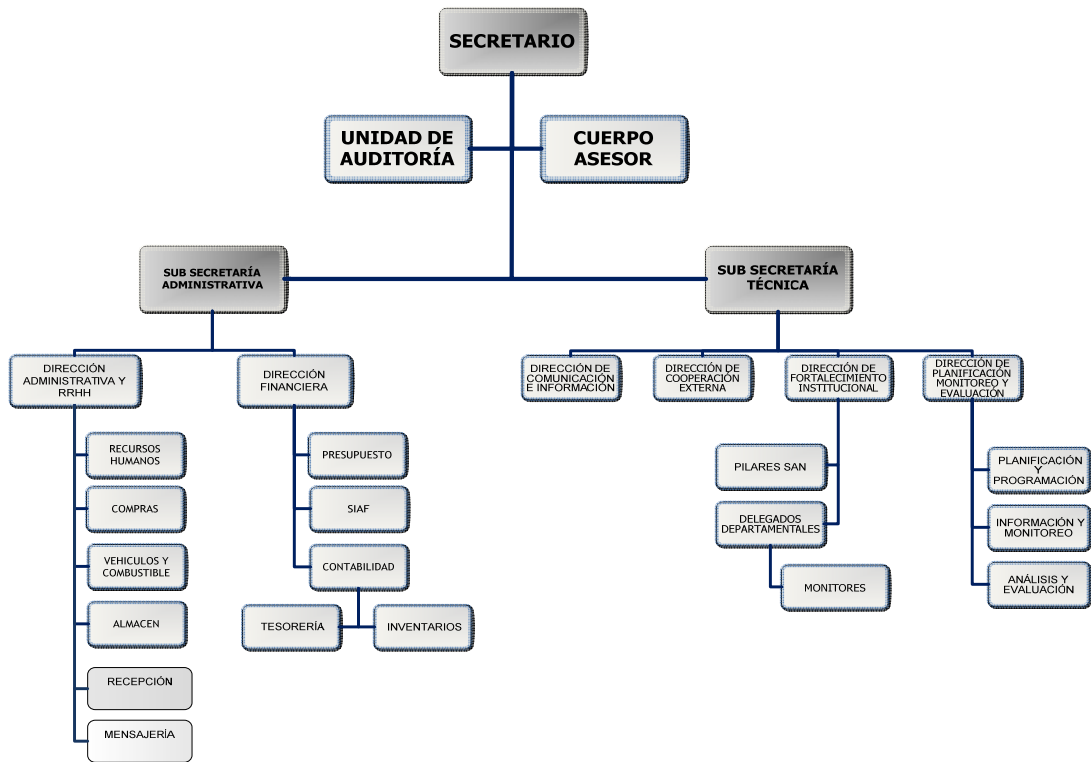 SECRETARIO
UNIDAD DE
AUDITORÍA
CUERPO
ASESOR
SUB SECRETARÍA
ADMINISTRATIVA
SUB SECRETARÍA
TÉCNICA
DIRECCIÓN
ADMINISTRATIVA Y
RRHH
DIRECCIÓN
FINANCIERA
DIRECCIÓN DE
COMUNICACIÓN
E INFORMACIÓN
DIRECCIÓN DE
COOPERACIÓN
EXTERNA
DIRECCIÓN DE
FORTALECIMIENTO
INSTITUCIONAL
DIRECCIÓN DE
PLANIFICACIÓN
MONITOREO Y
EVALUACIÓN
RECURSOS
HUMANOS
COMPRAS
VEHICULOS Y
COMBUSTIBLE
ALMACEN
RECEPCIÓN
MENSAJERÍA
PRESUPUESTO
SIAF
CONTABILIDAD
TESORERÍA
INVENTARIOS
PILARES SAN
DELEGADOS
DEPARTAMENTALES
MONITORES
PLANIFICACIÓN
Y
PROGRAMACIÓN
INFORMACIÓN Y
MONITOREO
ANÁLISIS Y
EVALUACIÓN